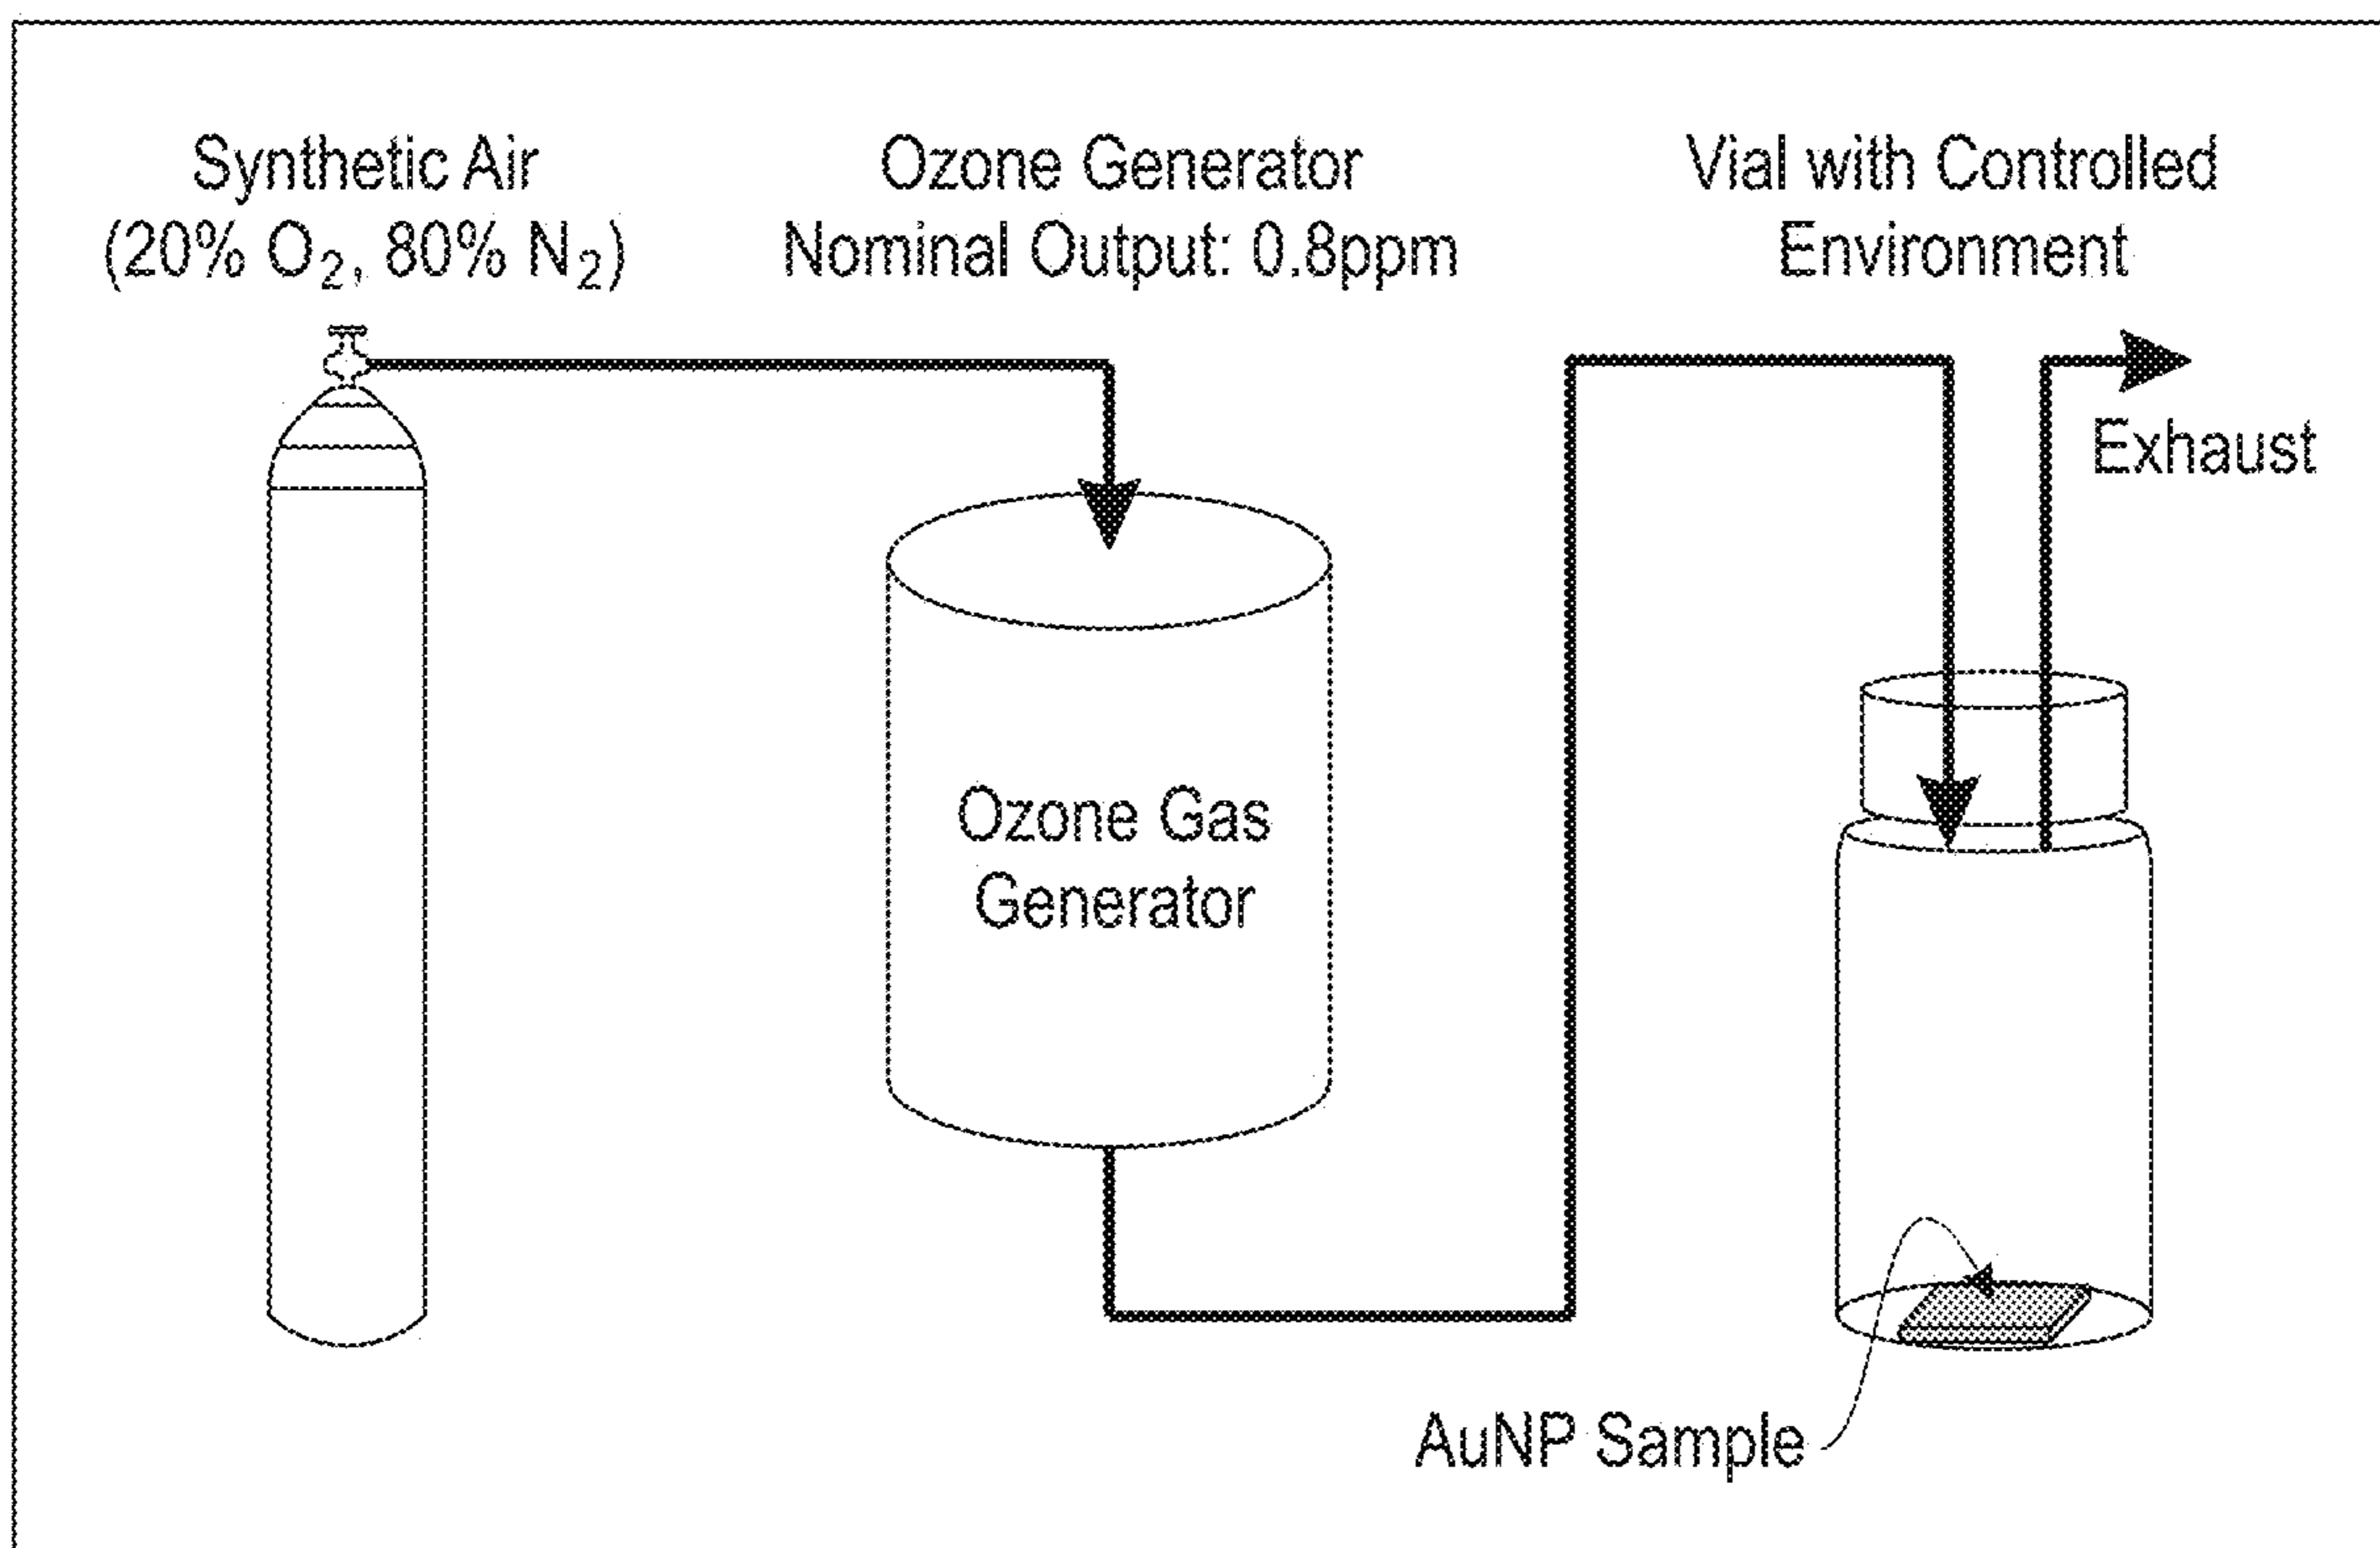 Synthetic Air
(20% O₂, 80% N₂)
Ozone Generator
Nominal Output: 0.8ppm
Vial with Controlled
Environment
Exhaust
Ozone Gas
Generator
AuNP Sample